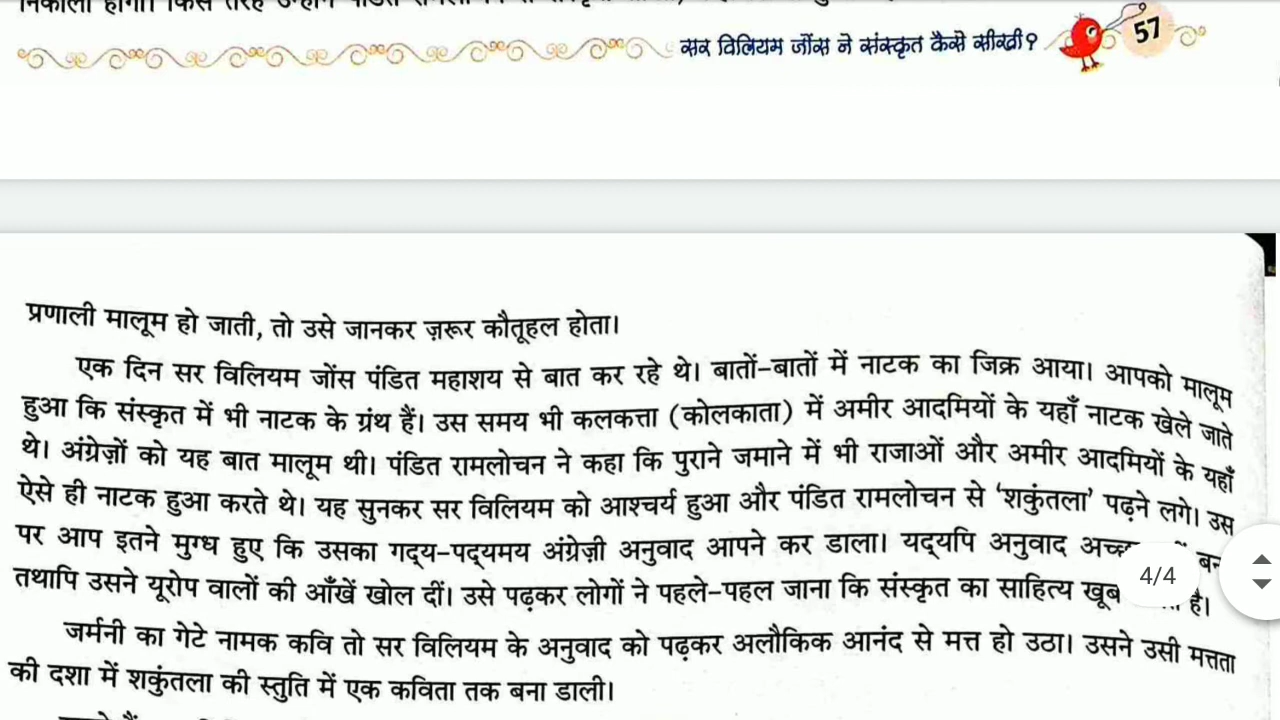 सर विलियम जोंस ने संस्कृत कैसे सीखी? 57
प्रणाली मालूम हो जाती, तो उसे जानकर ज़रूर कौतूहल होता।
एक दिन सर विलियम जोंस पंडित महाशय से बात कर रहे थे। बातों-बातों में नाटक का जिक्र आया। आपको मालूम
हुआ कि संस्कृत में भी नाटक के ग्रंथ हैं। उस समय भी कलकत्ता (कोलकाता) में अमीर आदमियों के यहाँ नाटक खेले जाते
थे। अंग्रेज़ों को यह बात मालूम थी। पंडित रामलोचन ने कहा कि पुराने जमाने में भी राजाओं और अमीर आदमियों के यहाँ
ऐसे ही नाटक हुआ करते थे। यह सुनकर सर विलियम को आश्चर्य हुआ और पंडित रामलोचन से ‘शकुंतला’ पढ़ने लगे। उस
पर आप इतने मुग्ध हुए कि उसका गद्य-पद्यमय अंग्रेज़ी अनुवाद आपने कर डाला। यद्यपि अनुवाद
तथापि उसने यूरोप वालों की आँखें खोल दीं। उसे पढ़कर लोगों ने पहले-पहल जाना कि संस्कृत का साहित्य खूब है।
4/4
जर्मनी का गेटे नामक कवि तो सर विलियम के अनुवाद को पढ़कर अलौकिक आनंद से मत्त हो उठा। उसने उसी मत्तता
की दशा में शकुंतला की स्तुति में एक कविता तक बना डाली।